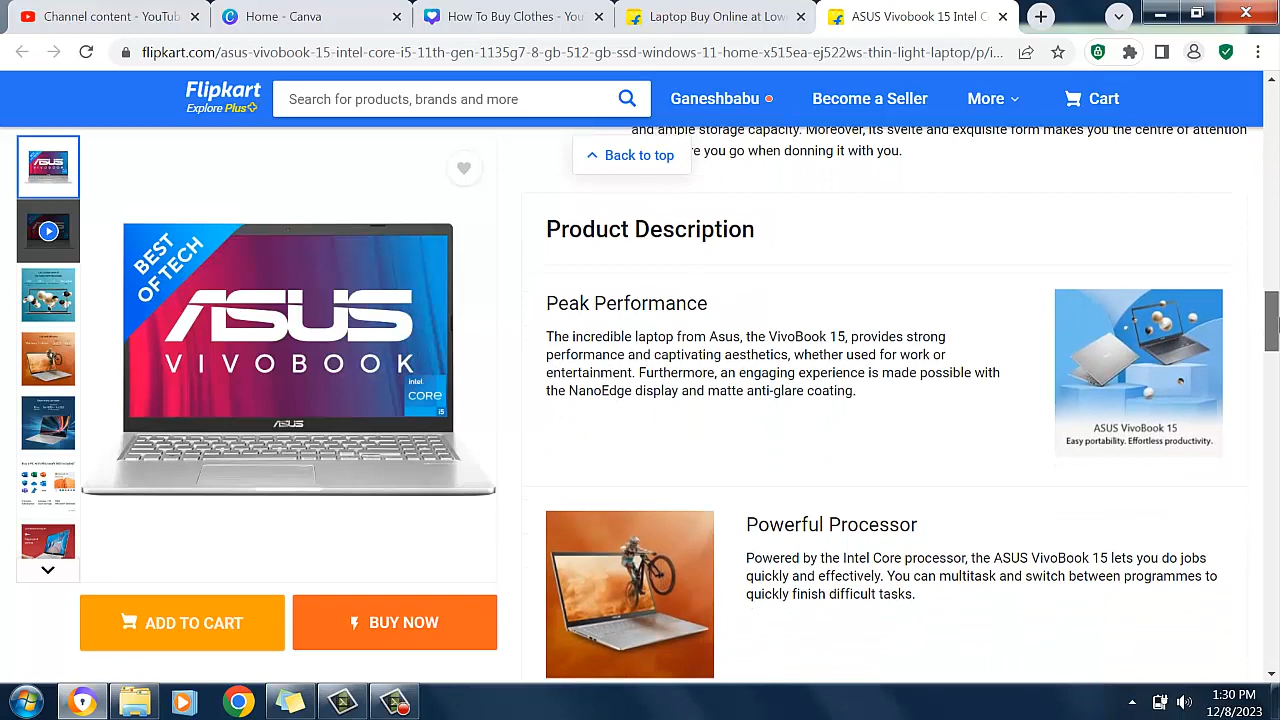 Channel content - YouTub
Home - Canva
How To Buy Clothes - You
Laptop Buy Online at Low
ASUS Vivobook 15 Intel C
flipkart.com/asus-vivobook-15-intel-core-i5-11th-gen-1135g7-8-gb-512-gb-ssd-windows-11-home-x515ea-ej522ws-thin-light-laptop/p/i...
Flipkart
Explore Plus
Search for products, brands and more
Ganeshbabu
Become a Seller
More
Cart
and ample storage capacity. Moreover, its svelte and exquisite form makes you the centre of attention
Back to top
re you go when donning it with you.
BEST
OF TECH
ASUS
VIVOBOOK
intel
CORE
i5
ASUS
ADD TO CART
BUY NOW
Product Description
Peak Performance
The incredible laptop from Asus, the VivoBook 15, provides strong
performance and captivating aesthetics, whether used for work or
entertainment. Furthermore, an engaging experience is made possible with
the NanoEdge display and matte anti-glare coating.
ASUS VivoBook 15
Easy portability. Effortless productivity.
Powerful Processor
Powered by the Intel Core processor, the ASUS VivoBook 15 lets you do jobs
quickly and effectively. You can multitask and switch between programmes to
quickly finish difficult tasks.
1:30 PM
12/8/2023